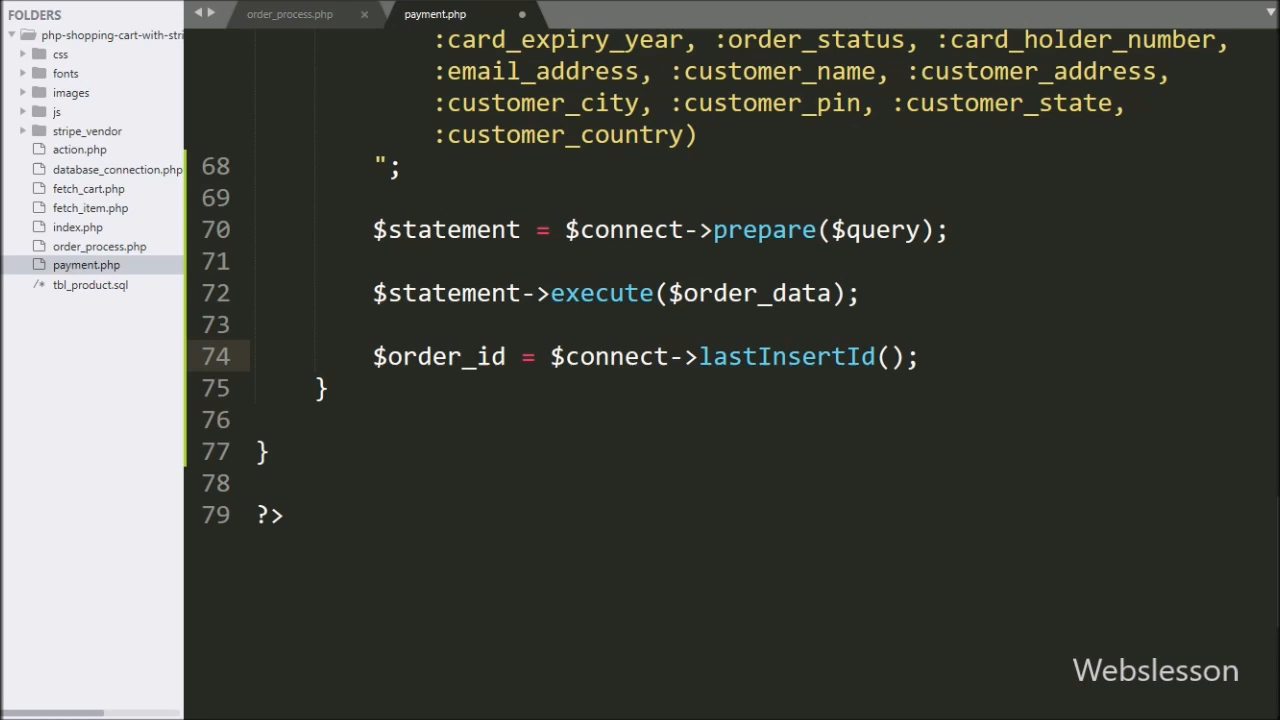 FOLDERS
php-shopping-cart-with-stri
css
fonts
images
js
stripe_vendor
action.php
database_connection.php
fetch_cart.php
fetch_item.php
index.php
order_process.php
payment.php
/* tbl_product.sql
order_process.php × payment.php
:card_expiry_year, :order_status, :card_holder_number,
:email_address, :customer_name, :customer_address,
:customer_city, :customer_pin, :customer_state,
:customer_country)
68 ";
69
70 $statement = $connect->prepare($query);
71
72 $statement->execute($order_data);
73
74 $order_id = $connect->lastInsertId();
75 }
76
77 }
78
79 ?>
Webslesson